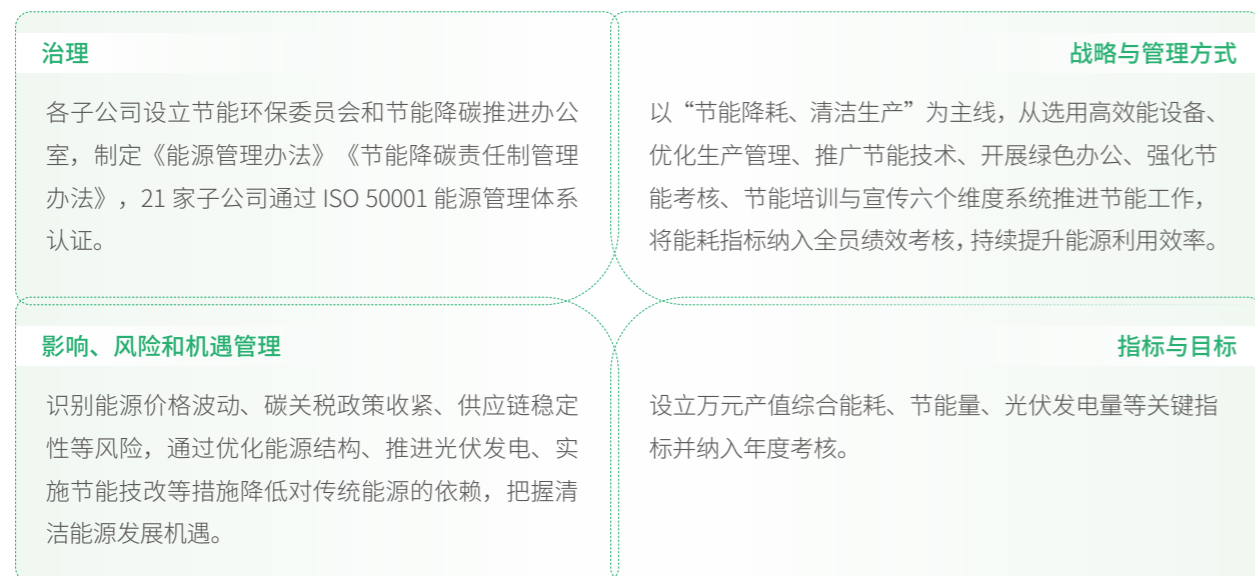 治理
各子公司设立节能环保委员会和节能降碳推进办公
室，制定《能源管理办法》《节能降碳责任制管理
办法》，21 家子公司通过 ISO 50001 能源管理体系
认证。
战略与管理方式
以“节能降耗、清洁生产”为主线，从选用高效能设备、
优化生产管理、推广节能技术、开展绿色办公、强化节
能考核、节能培训与宣传六个维度系统推进节能工作，
将能耗指标纳入全员绩效考核，持续提升能源利用效率。
影响、风险和机遇管理
识别能源价格波动、碳关税政策收紧、供应链稳定
性等风险，通过优化能源结构、推进光伏发电、实
施节能技改等措施降低对传统能源的依赖，把握清
洁能源发展机遇。
指标与目标
设立万元产值综合能耗、节能量、光伏发电量等关键指
标并纳入年度考核。